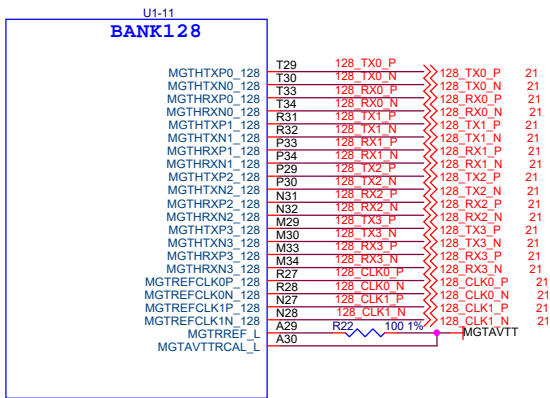 U1-11
BANK128
MGTHTXP0_128 T29 128_TX0_P 128_TX0_P 21
MGTHTXN0_128 T30 128_TX0_N 128_TX0_N 21
MGTHRXP0_128 T33 128_RX0_P 128_RX0_P 21
MGTHRXN0_128 T34 128_RX0_N 128_RX0_N 21
MGTHTXP1_128 R31 128_TX1_P 128_TX1_P 21
MGTHTXN1_128 R32 128_TX1_N 128_TX1_N 21
MGTHRXP1_128 P33 128_RX1_P 128_RX1_P 21
MGTHRXN1_128 P34 128_RX1_N 128_RX1_N 21
MGTHTXP2_128 P29 128_TX2_P 128_TX2_P 21
MGTHTXN2_128 P30 128_TX2_N 128_TX2_N 21
MGTHRXP2_128 N31 128_RX2_P 128_RX2_P 21
MGTHRXN2_128 N32 128_RX2_N 128_RX2_N 21
MGTHTXP3_128 M29 128_TX3_P 128_TX3_P 21
MGTHTXN3_128 M30 128_TX3_N 128_TX3_N 21
MGTHRXP3_128 M33 128_RX3_P 128_RX3_P 21
MGTHRXN3_128 M34 128_RX3_N 128_RX3_N 21
MGTREFCLK0P_128 R27 128_CLK0_P 128_CLK0_P 21
MGTREFCLK0N_128 R28 128_CLK0_N 128_CLK0_N 21
MGTREFCLK1P_128 N27 128_CLK1_P 128_CLK1_P 21
MGTREFCLK1N_128 N28 128_CLK1_N 128_CLK1_N 21
MGTRREF_L A29 R22 100 1% MGTAVTT
MGTAVTTRCAL_L A30